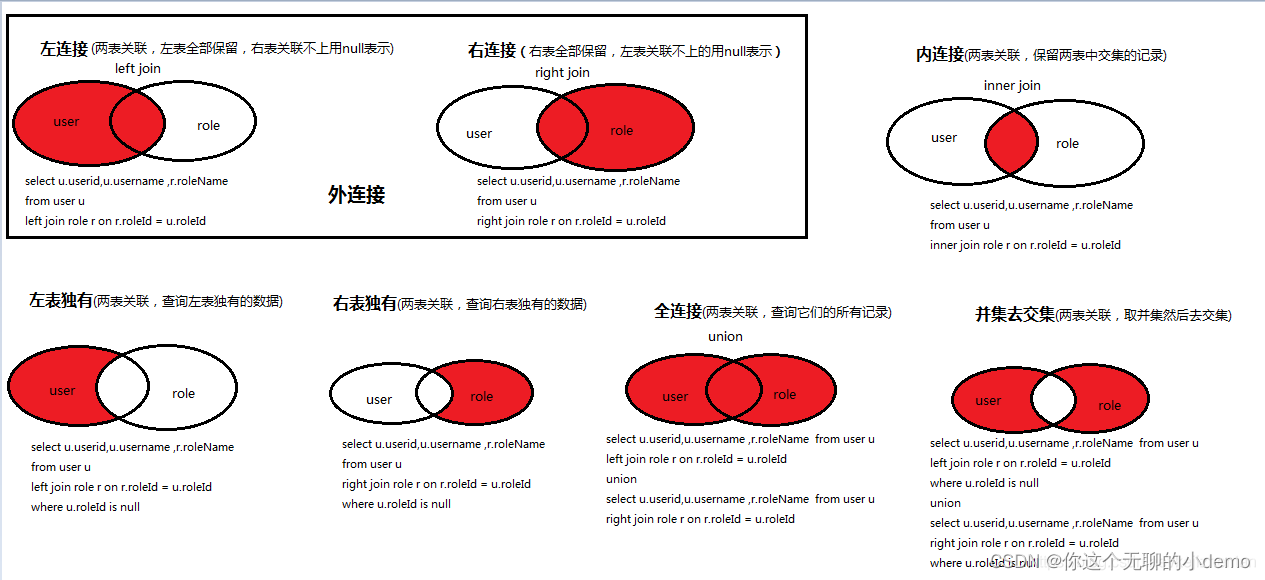 左连接 (两表关联，左表全部保留，右表关联不上用null表示)
left join
user
role
select u.userid,u.username ,r.roleName
from user u
left join role r on r.roleId = u.roleId
外连接
右连接 ( 右表全部保留，左表关联不上的用null表示 )
right join
user
role
select u.userid,u.username ,r.roleName
from user u
right join role r on r.roleId = u.roleId
内连接(两表关联，保留两表中交集的记录)
inner join
user
role
select u.userid,u.username ,r.roleName
from user u
inner join role r on r.roleId = u.roleId
左表独有(两表关联，查询左表独有的数据)
user
role
select u.userid,u.username ,r.roleName
from user u
left join role r on r.roleId = u.roleId
where u.roleId is null
右表独有(两表关联，查询右表独有的数据)
user
role
select u.userid,u.username ,r.roleName
from user u
right join role r on r.roleId = u.roleId
where u.roleId is null
全连接(两表关联，查询它们的所有记录)
union
user
role
select u.userid,u.username ,r.roleName from user u
left join role r on r.roleId = u.roleId
union
select u.userid,u.username ,r.roleName from user u
right join role r on r.roleId = u.roleId
并集去交集(两表关联，取并集然后去交集)
user
role
select u.userid,u.username ,r.roleName from user u
left join role r on r.roleId = u.roleId
where u.roleId is null
union
select u.userid,u.username ,r.roleName from user u
right join role r on r.roleId = u.roleId
where u.roleId is null
CSDN @你这个无聊的小demo